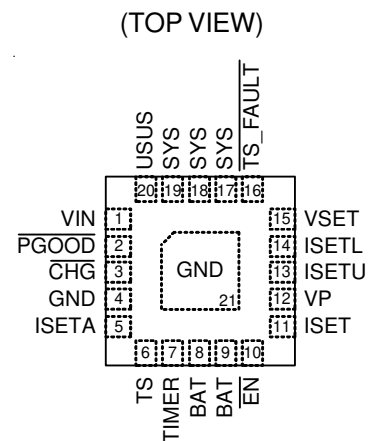 (TOP VIEW)
USUS
SYS
SYS
SYS
TS_FAULT
20
19
18
17
16
VIN 1
PGOOD 2
CHG 3
GND 4
ISETA 5
GND
21
15 VSET
14 ISETL
13 ISETU
12 VP
11 ISET
6
7
8
9
10
TS
TIMER
BAT
BAT
EN